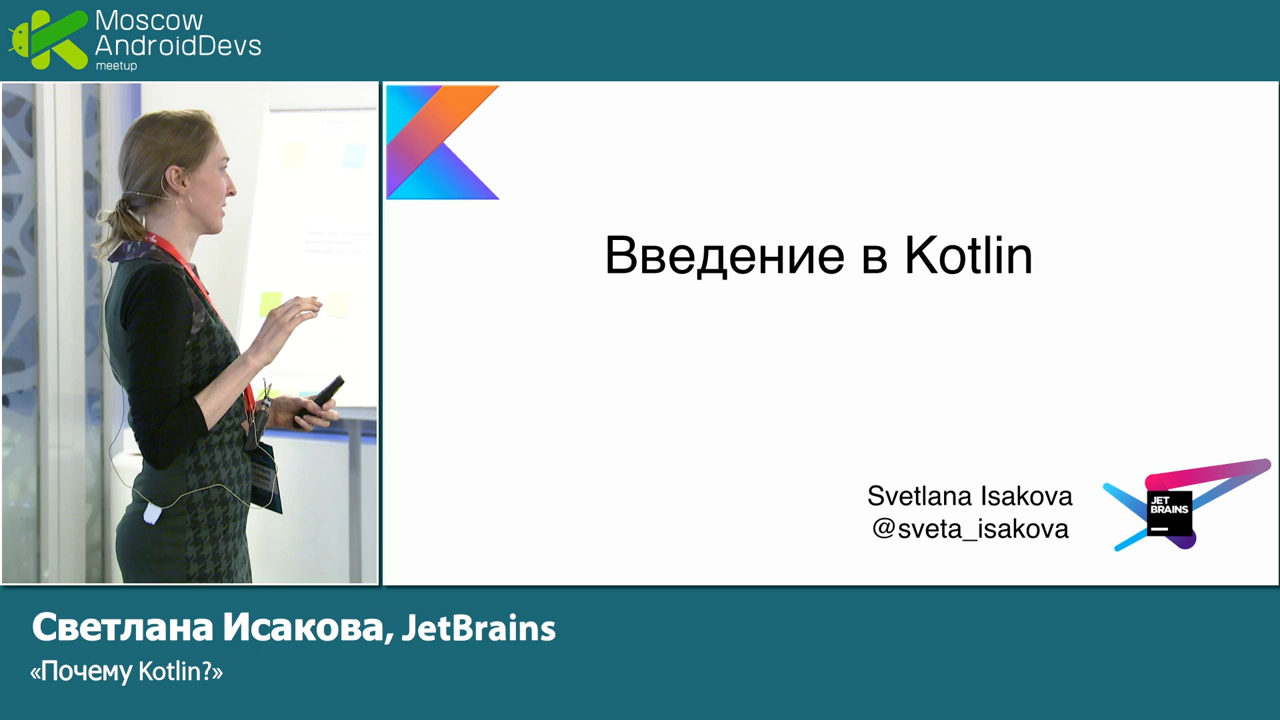 Moscow
AndroidDevs
meetup
Введение в Kotlin
Svetlana Isakova
@sveta_isakova
JET
BRAINS
Светлана Исакова, JetBrains
«Почему Kotlin?»